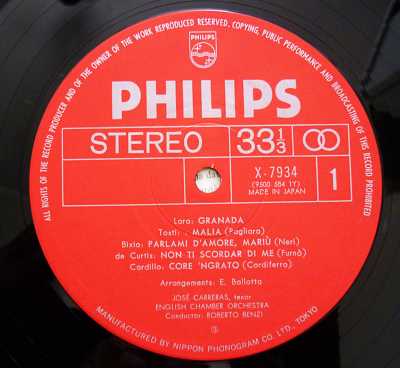 ALL RIGHTS OF THE RECORD PRODUCER AND OF THE OWNER OF THE WORK REPRODUCED RESERVED. COPYING, PUBLIC PERFORMANCE AND BROADCASTING OF THIS RECORD PROHIBITED
PHILIPS
PHILIPS
STEREO 33⅓
X-7934
(9500 584 1Y)
MADE IN JAPAN
1
Lara: GRANADA
Tosti: MALIA (Pagliara)
Bixio: PARLAMI D'AMORE, MARIÙ (Neri)
de Curtis: NON TI SCORDAR DI ME (Furnò)
Cardillo: CORE 'NGRATO (Cordiferro)
Arrangements: E. Ballotta
JOSÉ CARRERAS, tenor
ENGLISH CHAMBER ORCHESTRA
Conductor: ROBERTO BENZI
MANUFACTURED BY NIPPON PHONOGRAM CO. LTD., TOKYO